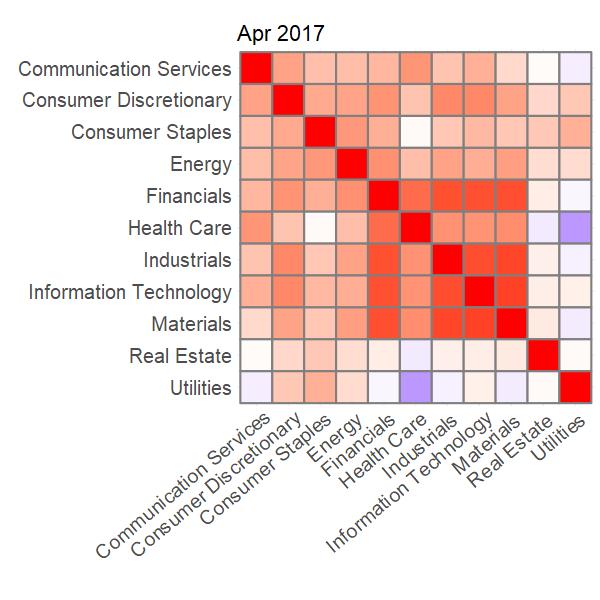 Apr 2017
Communication Services
Consumer Discretionary
Consumer Staples
Energy
Financials
Health Care
Industrials
Information Technology
Materials
Real Estate
Utilities
Communication Services
Consumer Discretionary
Consumer Staples
Energy
Financials
Health Care
Industrials
Information Technology
Materials
Real Estate
Utilities